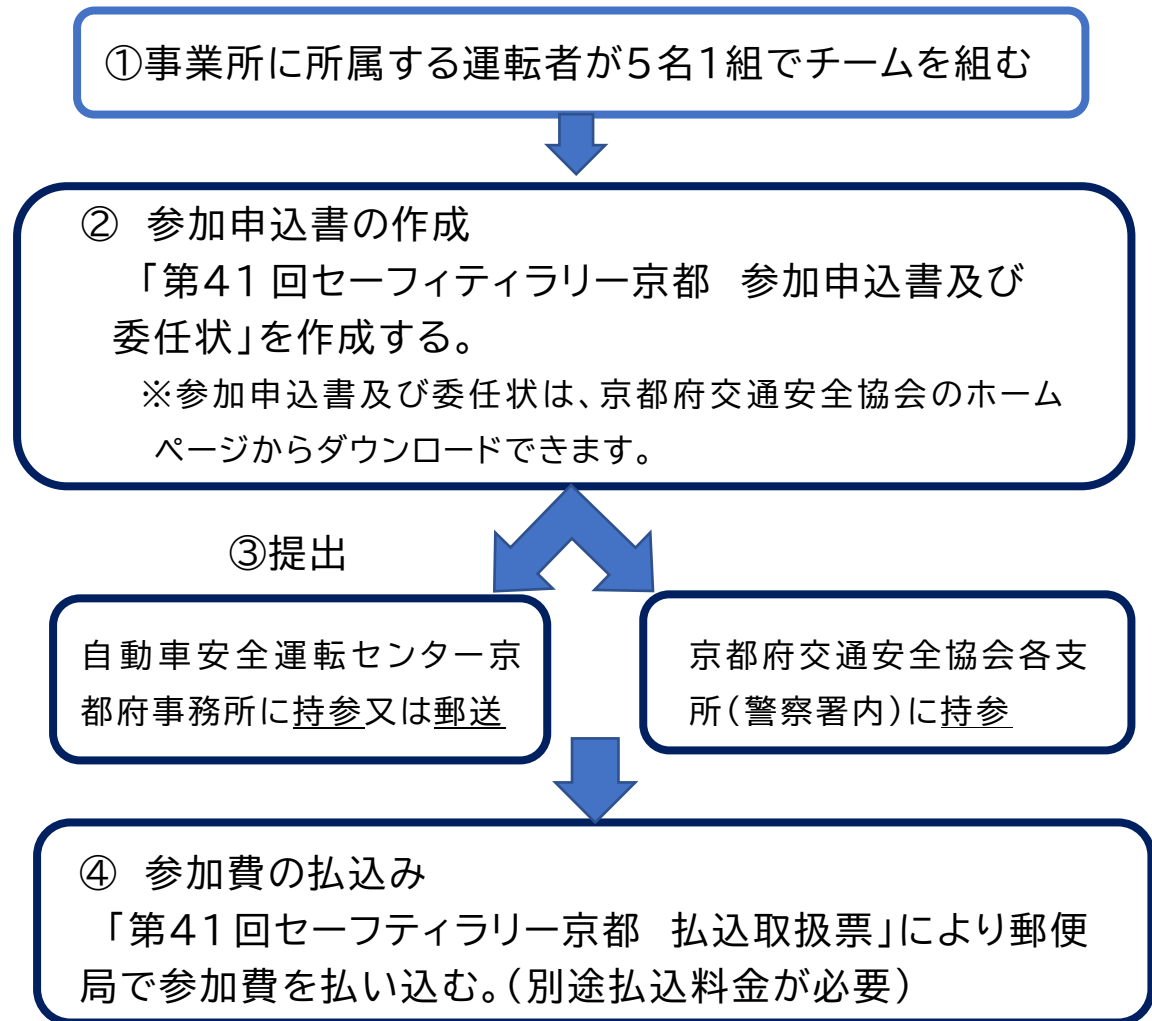 ①事業所に所属する運転者が5名1組でチームを組む
② 参加申込書の作成
「第41回セーフィティラリー京都 参加申込書及び
委任状」を作成する。
※参加申込書及び委任状は、京都府交通安全協会のホーム
ページからダウンロードできます。
③提出
自動車安全運転センター京
都府事務所に持参又は郵送
京都府交通安全協会各支
所(警察署内)に持参
④ 参加費の払込み
「第41回セーフティラリー京都 払込取扱票」により郵便
局で参加費を払い込む。(別途払込料金が必要)